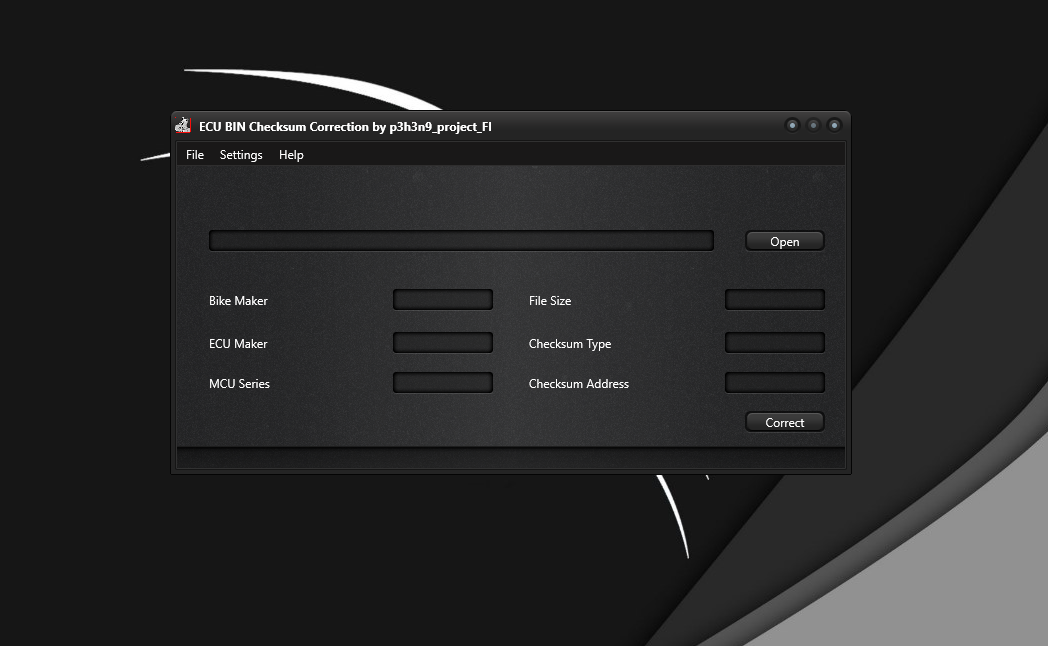 ECU BIN Checksum Correction by p3h3n9_project_FI
File Settings Help
Open
Bike Maker File Size
ECU Maker Checksum Type
MCU Series Checksum Address
Correct